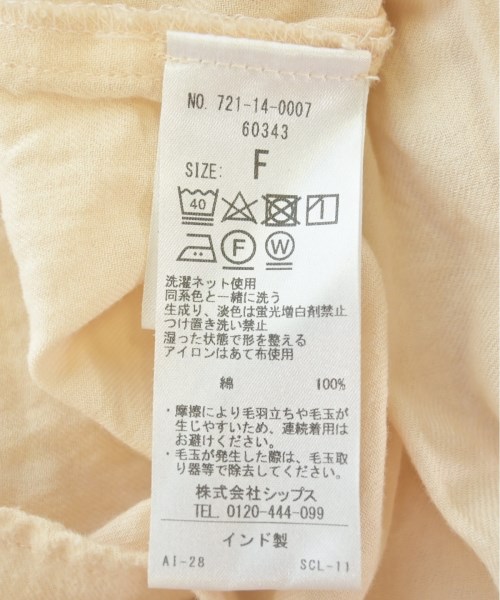 NO. 721-14-0007
60343
SIZE: F
40
F W
洗濯ネット使用
同系色と一緒に洗う
生成り、淡色は蛍光増白剤禁止
つけ置き洗い禁止
湿った状態で形を整える
アイロンはあて布使用
綿 100%
・摩擦により毛羽立ちや毛玉が
生じやすいため、連続着用は
お避けください。
・毛玉が発生した際は、毛玉取
り器等で除去してください。
株式会社シップス
TEL. 0120-444-099
インド製
AI-28 SCL-11